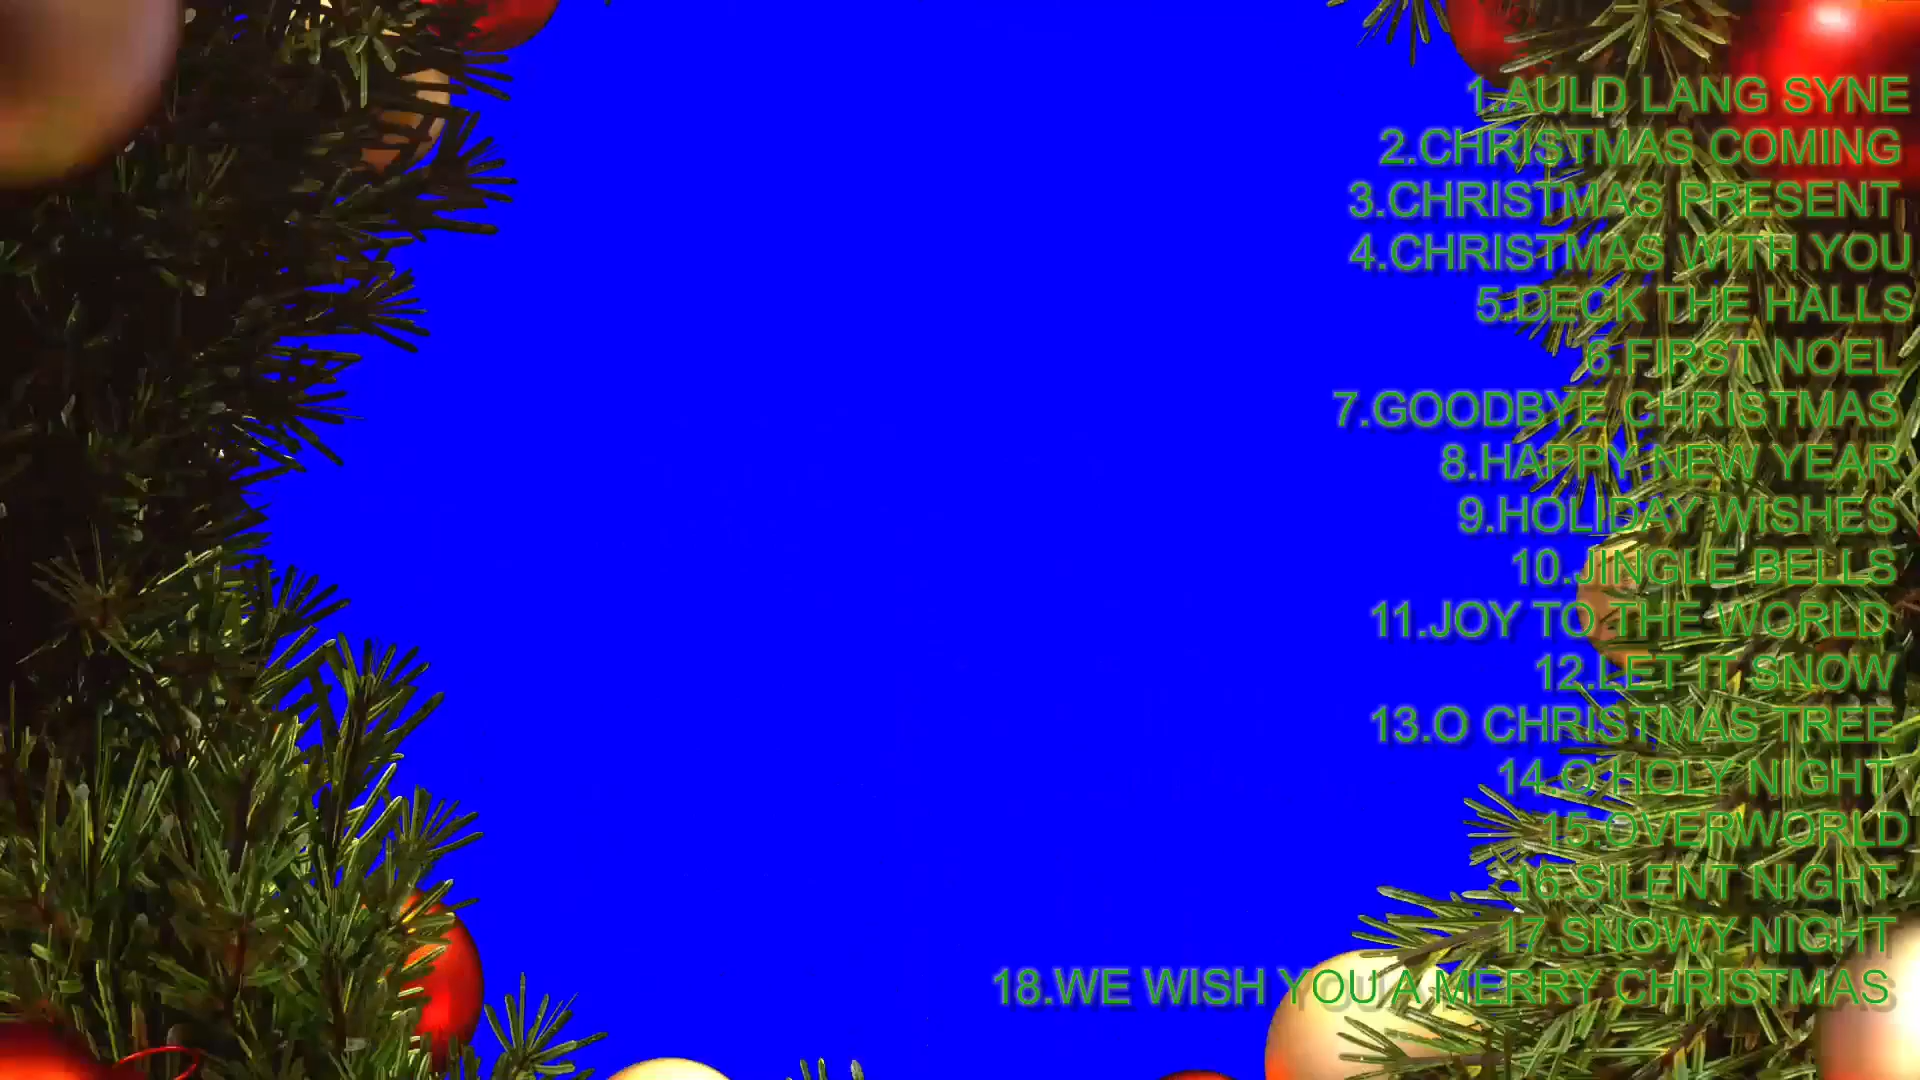 1.AULD LANG SYNE
2.CHRISTMAS COMING
3.CHRISTMAS PRESENT
4.CHRISTMAS WITH YOU
5.DECK THE HALLS
6.FIRST NOEL
7.GOODBYE CHRISTMAS
8.HAPPY NEW YEAR
9.HOLIDAY WISHES
10.JINGLE BELLS
11.JOY TO THE WORLD
12.LET IT SNOW
13.O CHRISTMAS TREE
14.O HOLY NIGHT
15.OVERWORLD
16.SILENT NIGHT
17.SNOWY NIGHT
18.WE WISH YOU A MERRY CHRISTMAS